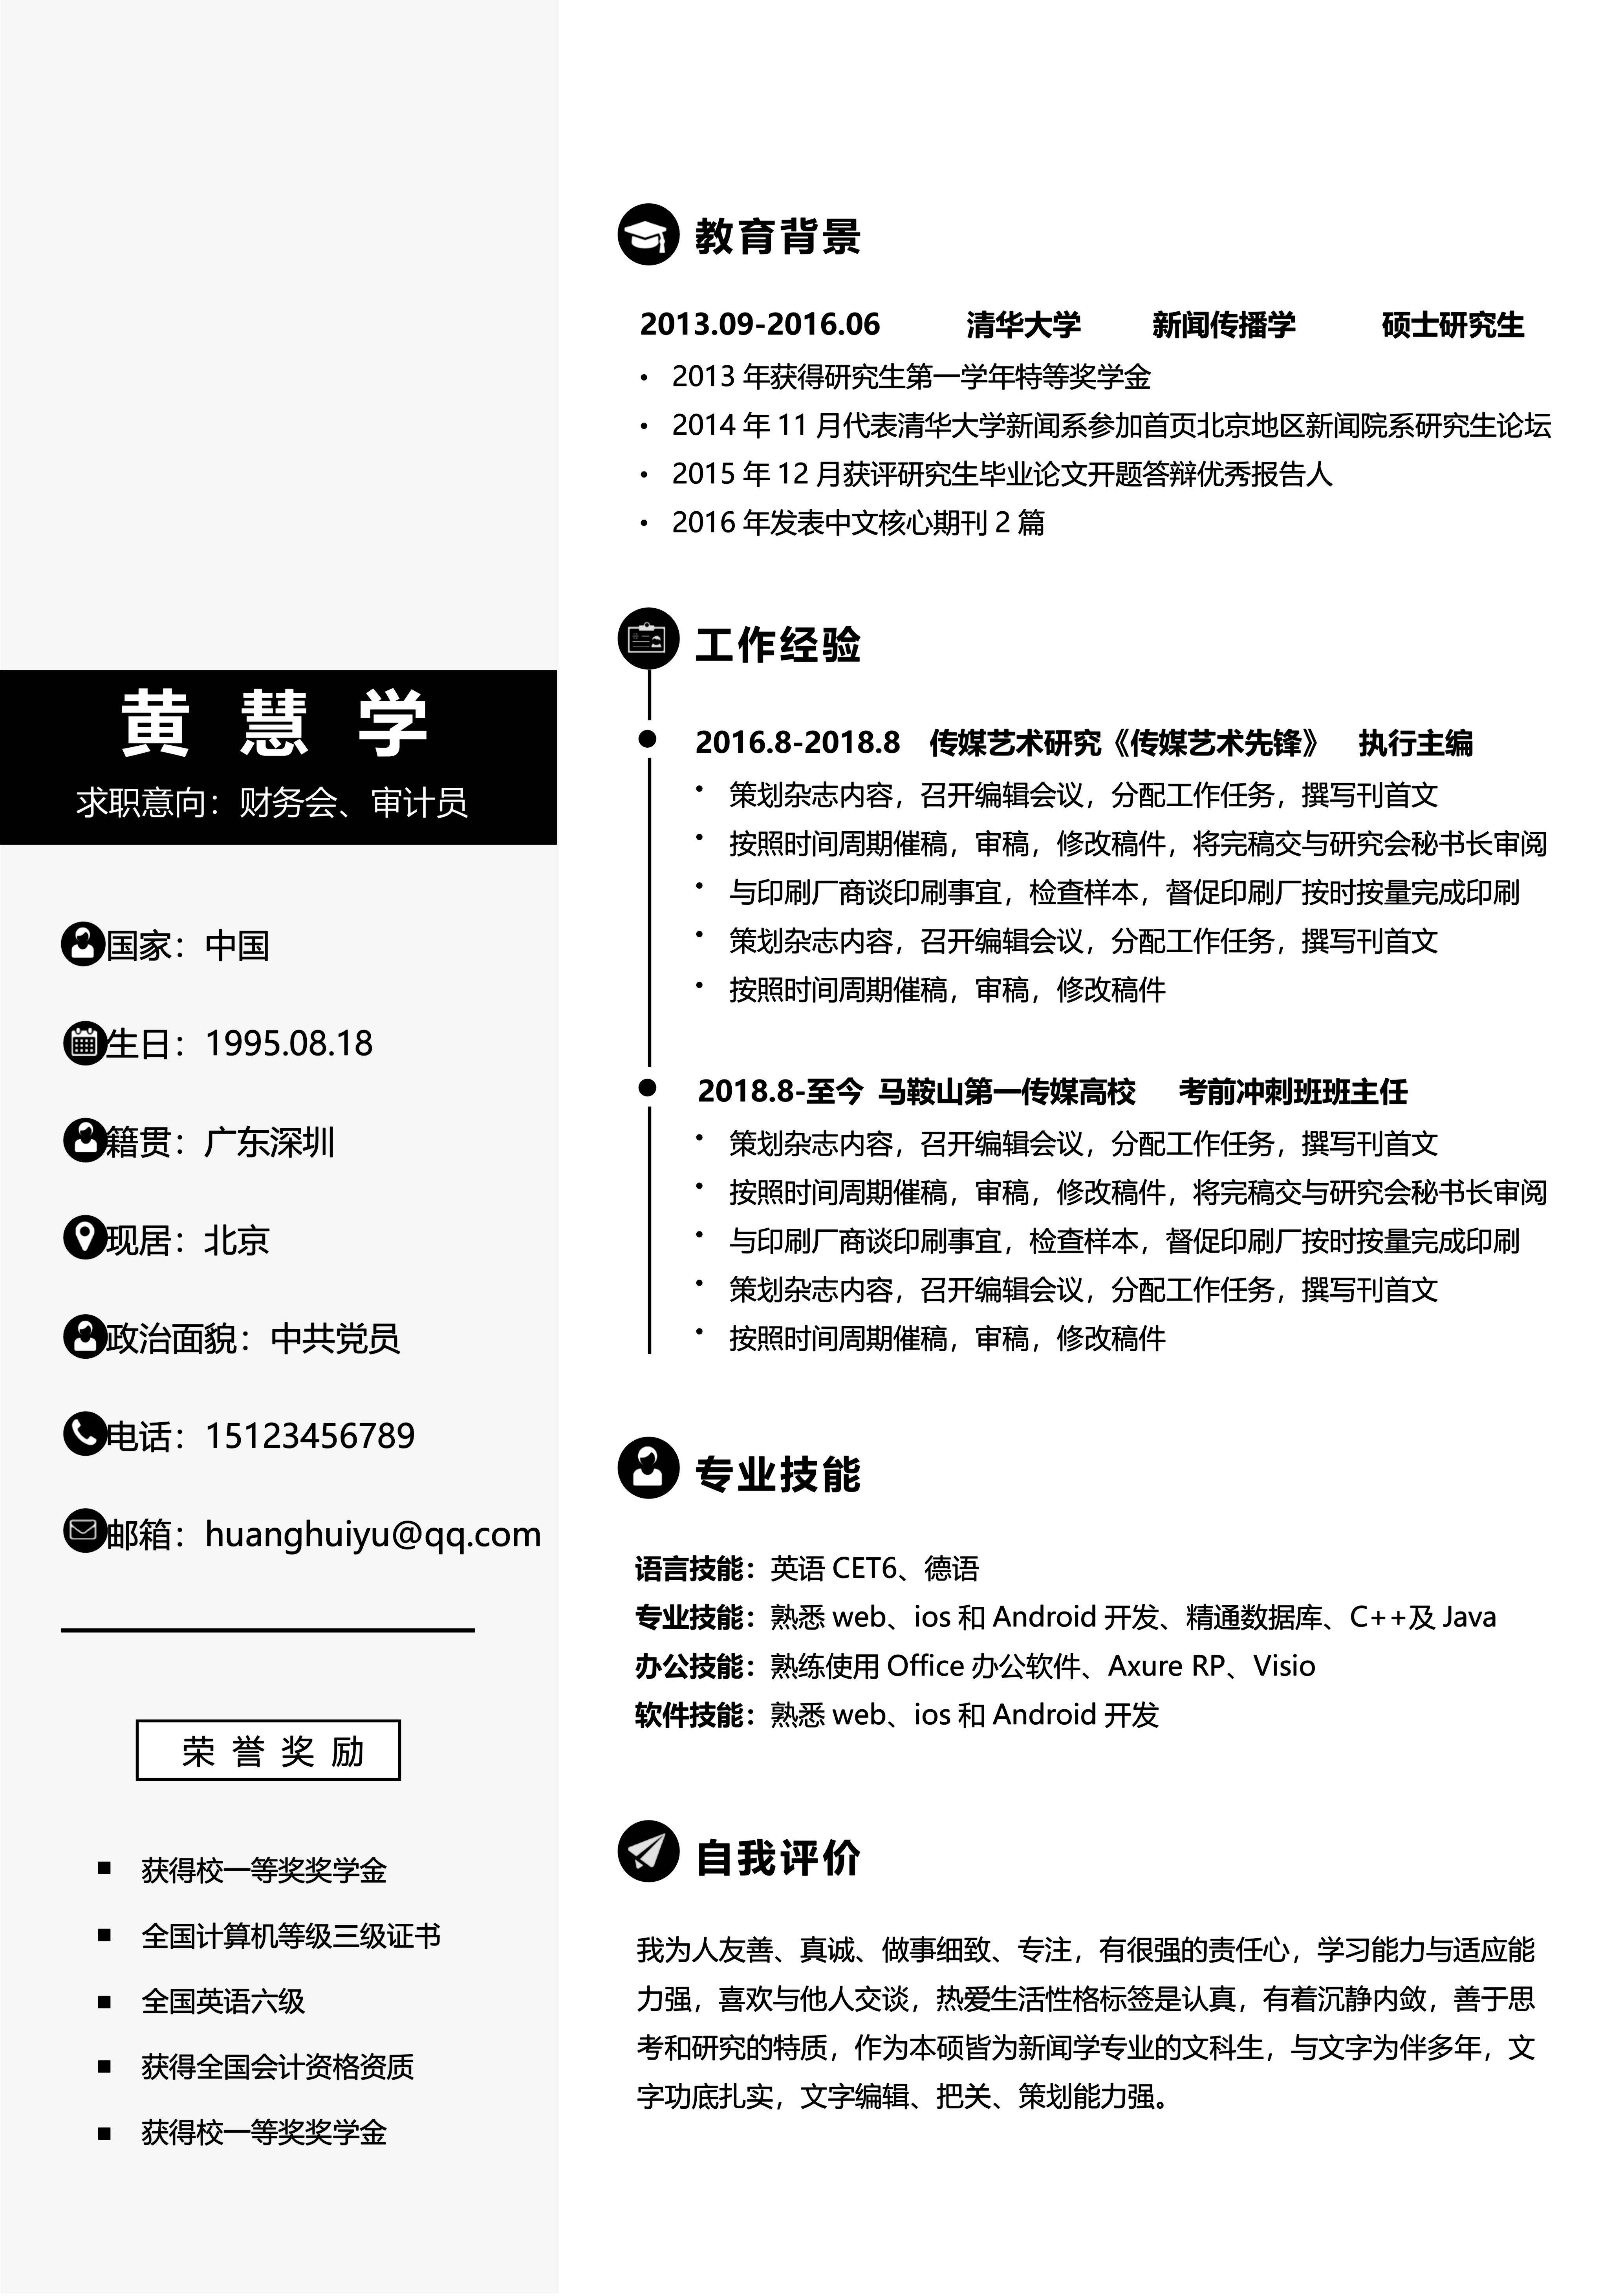 黄 慧 学
求职意向：财务会、审计员
国家：中国
生日：1995.08.18
籍贯：广东深圳
现居：北京
政治面貌：中共党员
电话：15123456789
邮箱：huanghuiyu@qq.com
荣 誉 奖 励
■ 获得校一等奖奖学金
■ 全国计算机等级三级证书
■ 全国英语六级
■ 获得全国会计资格资质
■ 获得校一等奖奖学金
教育背景
2013.09-2016.06 清华大学 新闻传播学 硕士研究生
• 2013 年获得研究生第一学年特等奖学金
• 2014 年 11 月代表清华大学新闻系参加首页北京地区新闻院系研究生论坛
• 2015 年 12 月获评研究生毕业论文开题答辩优秀报告人
• 2016 年发表中文核心期刊 2 篇
工作经验
2016.8-2018.8 传媒艺术研究《传媒艺术先锋》 执行主编
• 策划杂志内容，召开编辑会议，分配工作任务，撰写刊首文
• 按照时间周期催稿，审稿，修改稿件，将完稿交与研究会秘书长审阅
• 与印刷厂商谈印刷事宜，检查样本，督促印刷厂按时按量完成印刷
• 策划杂志内容，召开编辑会议，分配工作任务，撰写刊首文
• 按照时间周期催稿，审稿，修改稿件
2018.8-至今 马鞍山第一传媒高校 考前冲刺班班主任
• 策划杂志内容，召开编辑会议，分配工作任务，撰写刊首文
• 按照时间周期催稿，审稿，修改稿件，将完稿交与研究会秘书长审阅
• 与印刷厂商谈印刷事宜，检查样本，督促印刷厂按时按量完成印刷
• 策划杂志内容，召开编辑会议，分配工作任务，撰写刊首文
• 按照时间周期催稿，审稿，修改稿件
专业技能
语言技能：英语 CET6、德语
专业技能：熟悉 web、ios 和 Android 开发、精通数据库、C++及 Java
办公技能：熟练使用 Office 办公软件、Axure RP、Visio
软件技能：熟悉 web、ios 和 Android 开发
自我评价
我为人友善、真诚、做事细致、专注，有很强的责任心，学习能力与适应能
力强，喜欢与他人交谈，热爱生活性格标签是认真，有着沉静内敛，善于思
考和研究的特质，作为本硕皆为新闻学专业的文科生，与文字为伴多年，文
字功底扎实，文字编辑、把关、策划能力强。